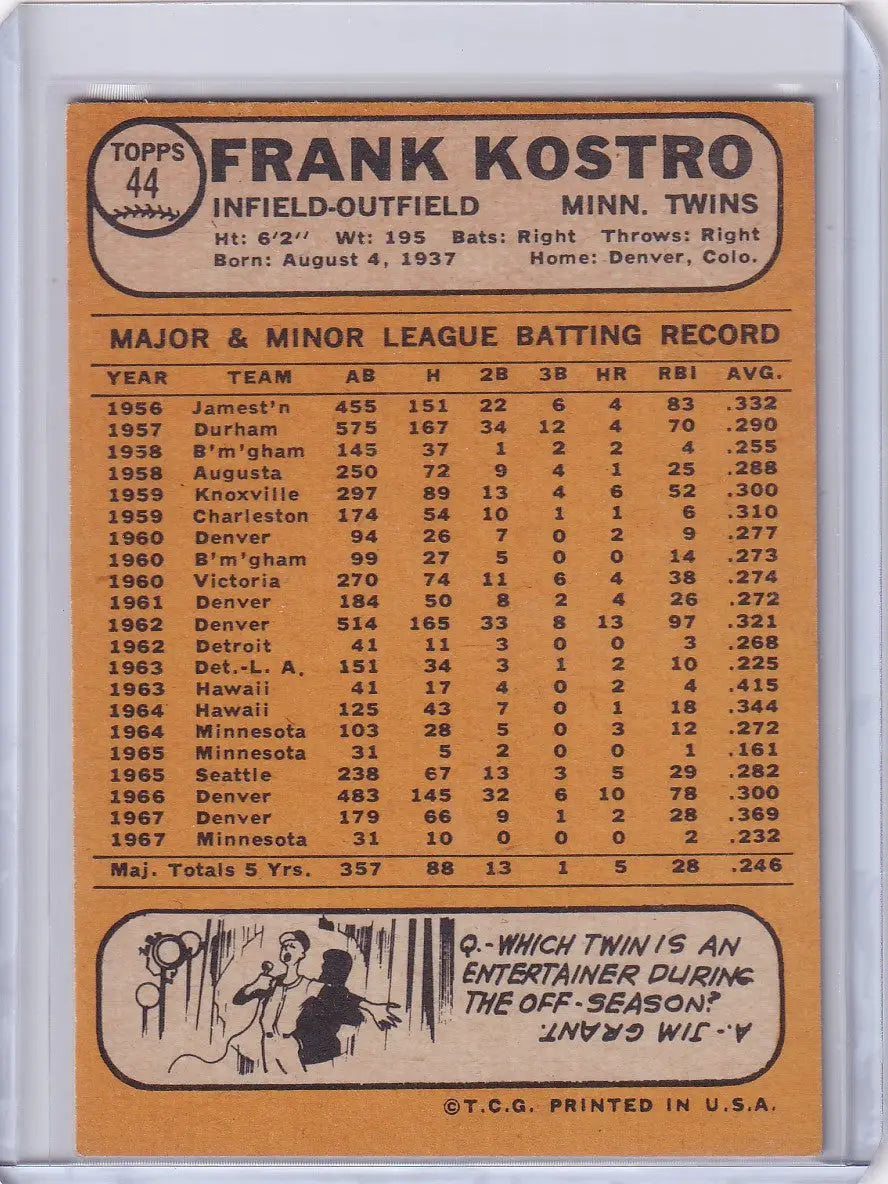 TOPPS
44
FRANK KOSTRO
INFIELD-OUTFIELD MINN. TWINS
Ht: 6'2" Wt: 195 Bats: Right Throws: Right
Born: August 4, 1937 Home: Denver, Colo.
MAJOR & MINOR LEAGUE BATTING RECORD
YEAR TEAM AB H 2B 3B HR RBI AVG.
1956 Jamest'n 455 151 22 6 4 83 .332
1957 Durham 575 167 34 12 4 70 .290
1958 B'm'gham 145 37 1 2 2 4 .255
1958 Augusta 250 72 9 4 1 25 .288
1959 Knoxville 297 89 13 4 6 52 .300
1959 Charleston 174 54 10 1 1 6 .310
1960 Denver 94 26 7 0 2 9 .277
1960 B'm'gham 99 27 5 0 0 14 .273
1960 Victoria 270 74 11 6 4 38 .274
1961 Denver 184 50 8 2 4 26 .272
1962 Denver 514 165 33 8 13 97 .321
1962 Detroit 41 11 3 0 0 3 .268
1963 Det.-L. A. 151 34 3 1 2 10 .225
1963 Hawaii 41 17 4 0 2 4 .415
1964 Hawaii 125 43 7 0 1 18 .344
1964 Minnesota 103 28 5 0 3 12 .272
1965 Minnesota 31 5 2 0 0 1 .161
1965 Seattle 238 67 13 3 5 29 .282
1966 Denver 483 145 32 6 10 78 .300
1967 Denver 179 66 9 1 2 28 .369
1967 Minnesota 31 10 0 0 0 2 .232
Maj. Totals 5 Yrs. 357 88 13 1 5 28 .246
Q.-WHICH TWIN IS AN
ENTERTAINER DURING
THE OFF-SEASON?
A.-JIM GRANT.
©T.C.G. PRINTED IN U.S.A.